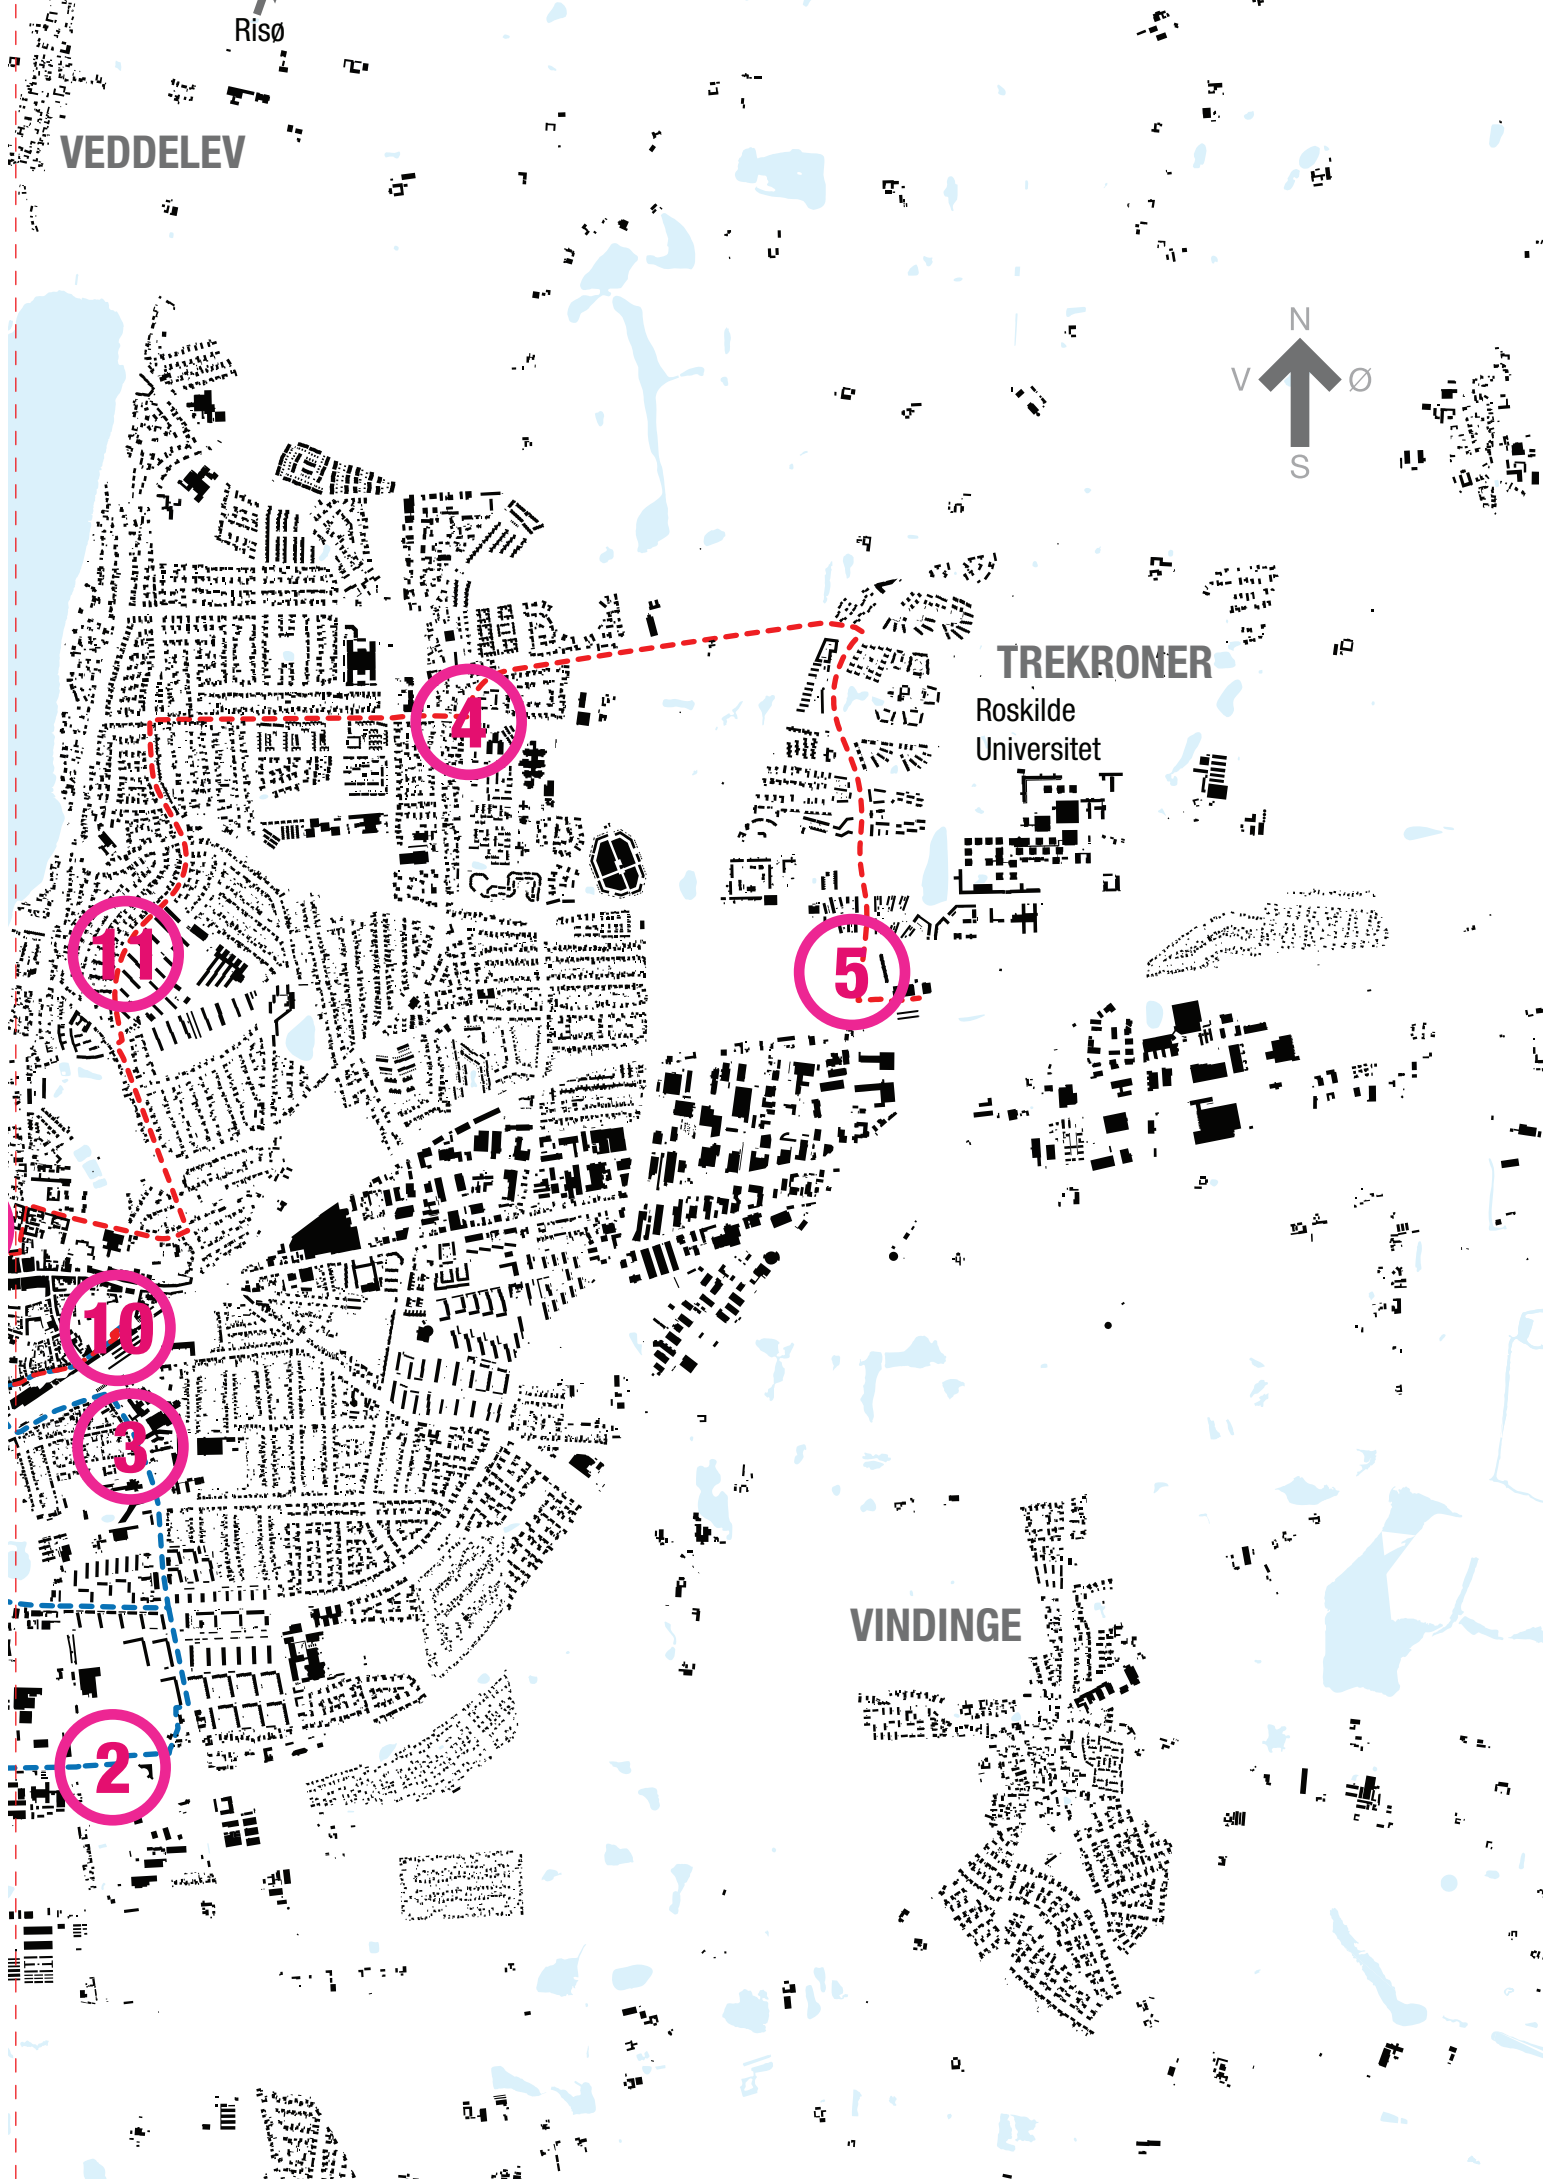 Risø
VEDDELEV
N
V
Ø
S
TREKRONER
Roskilde
Universitet
4
11
5
10
3
2
VINDINGE